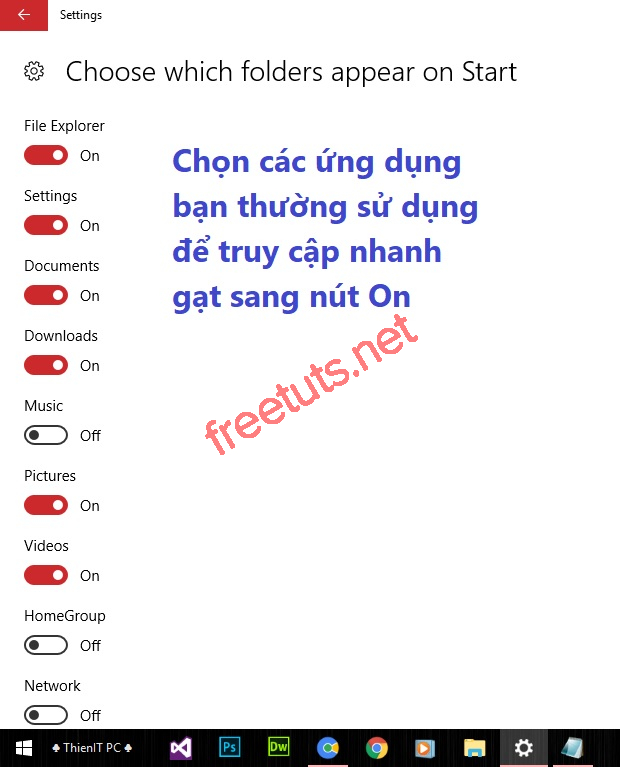 Settings
Choose which folders appear on Start
File Explorer
On
Chọn các ứng dụng
bạn thường sử dụng
để truy cập nhanh
gạt sang nút On
Settings
On
Documents
On
Downloads
On
freetuts.net
Music
Off
Pictures
On
Videos
On
HomeGroup
Off
Network
Off
♣ ThienIT PC ♣
Ps
Dw